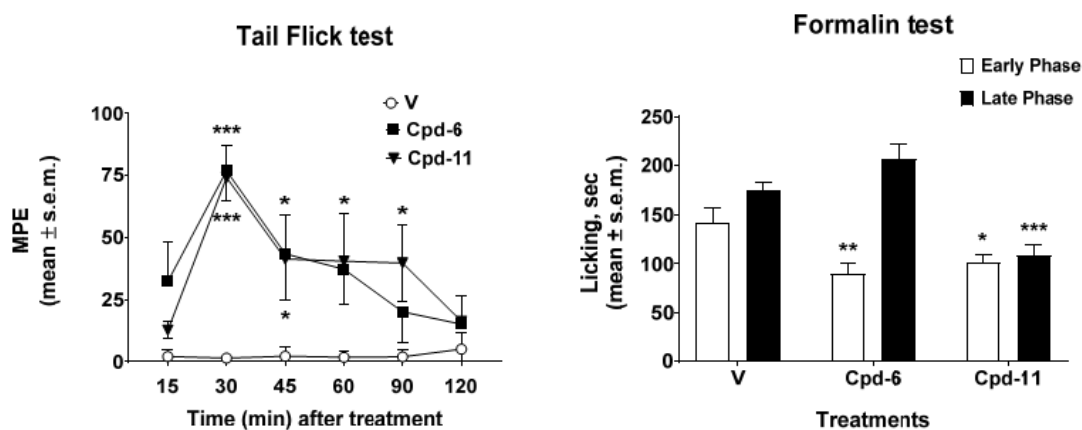 Tail Flick test
V
Cpd-6
Cpd-11
100
75
50
25
0
MPE
(mean ± s.e.m.)
***
***
*
*
*
*
15 30 45 60 90 120
Time (min) after treatment
Formalin test
Early Phase
Late Phase
250
200
150
100
50
0
Licking, sec
(mean ± s.e.m.)
**
*
***
V Cpd-6 Cpd-11
Treatments